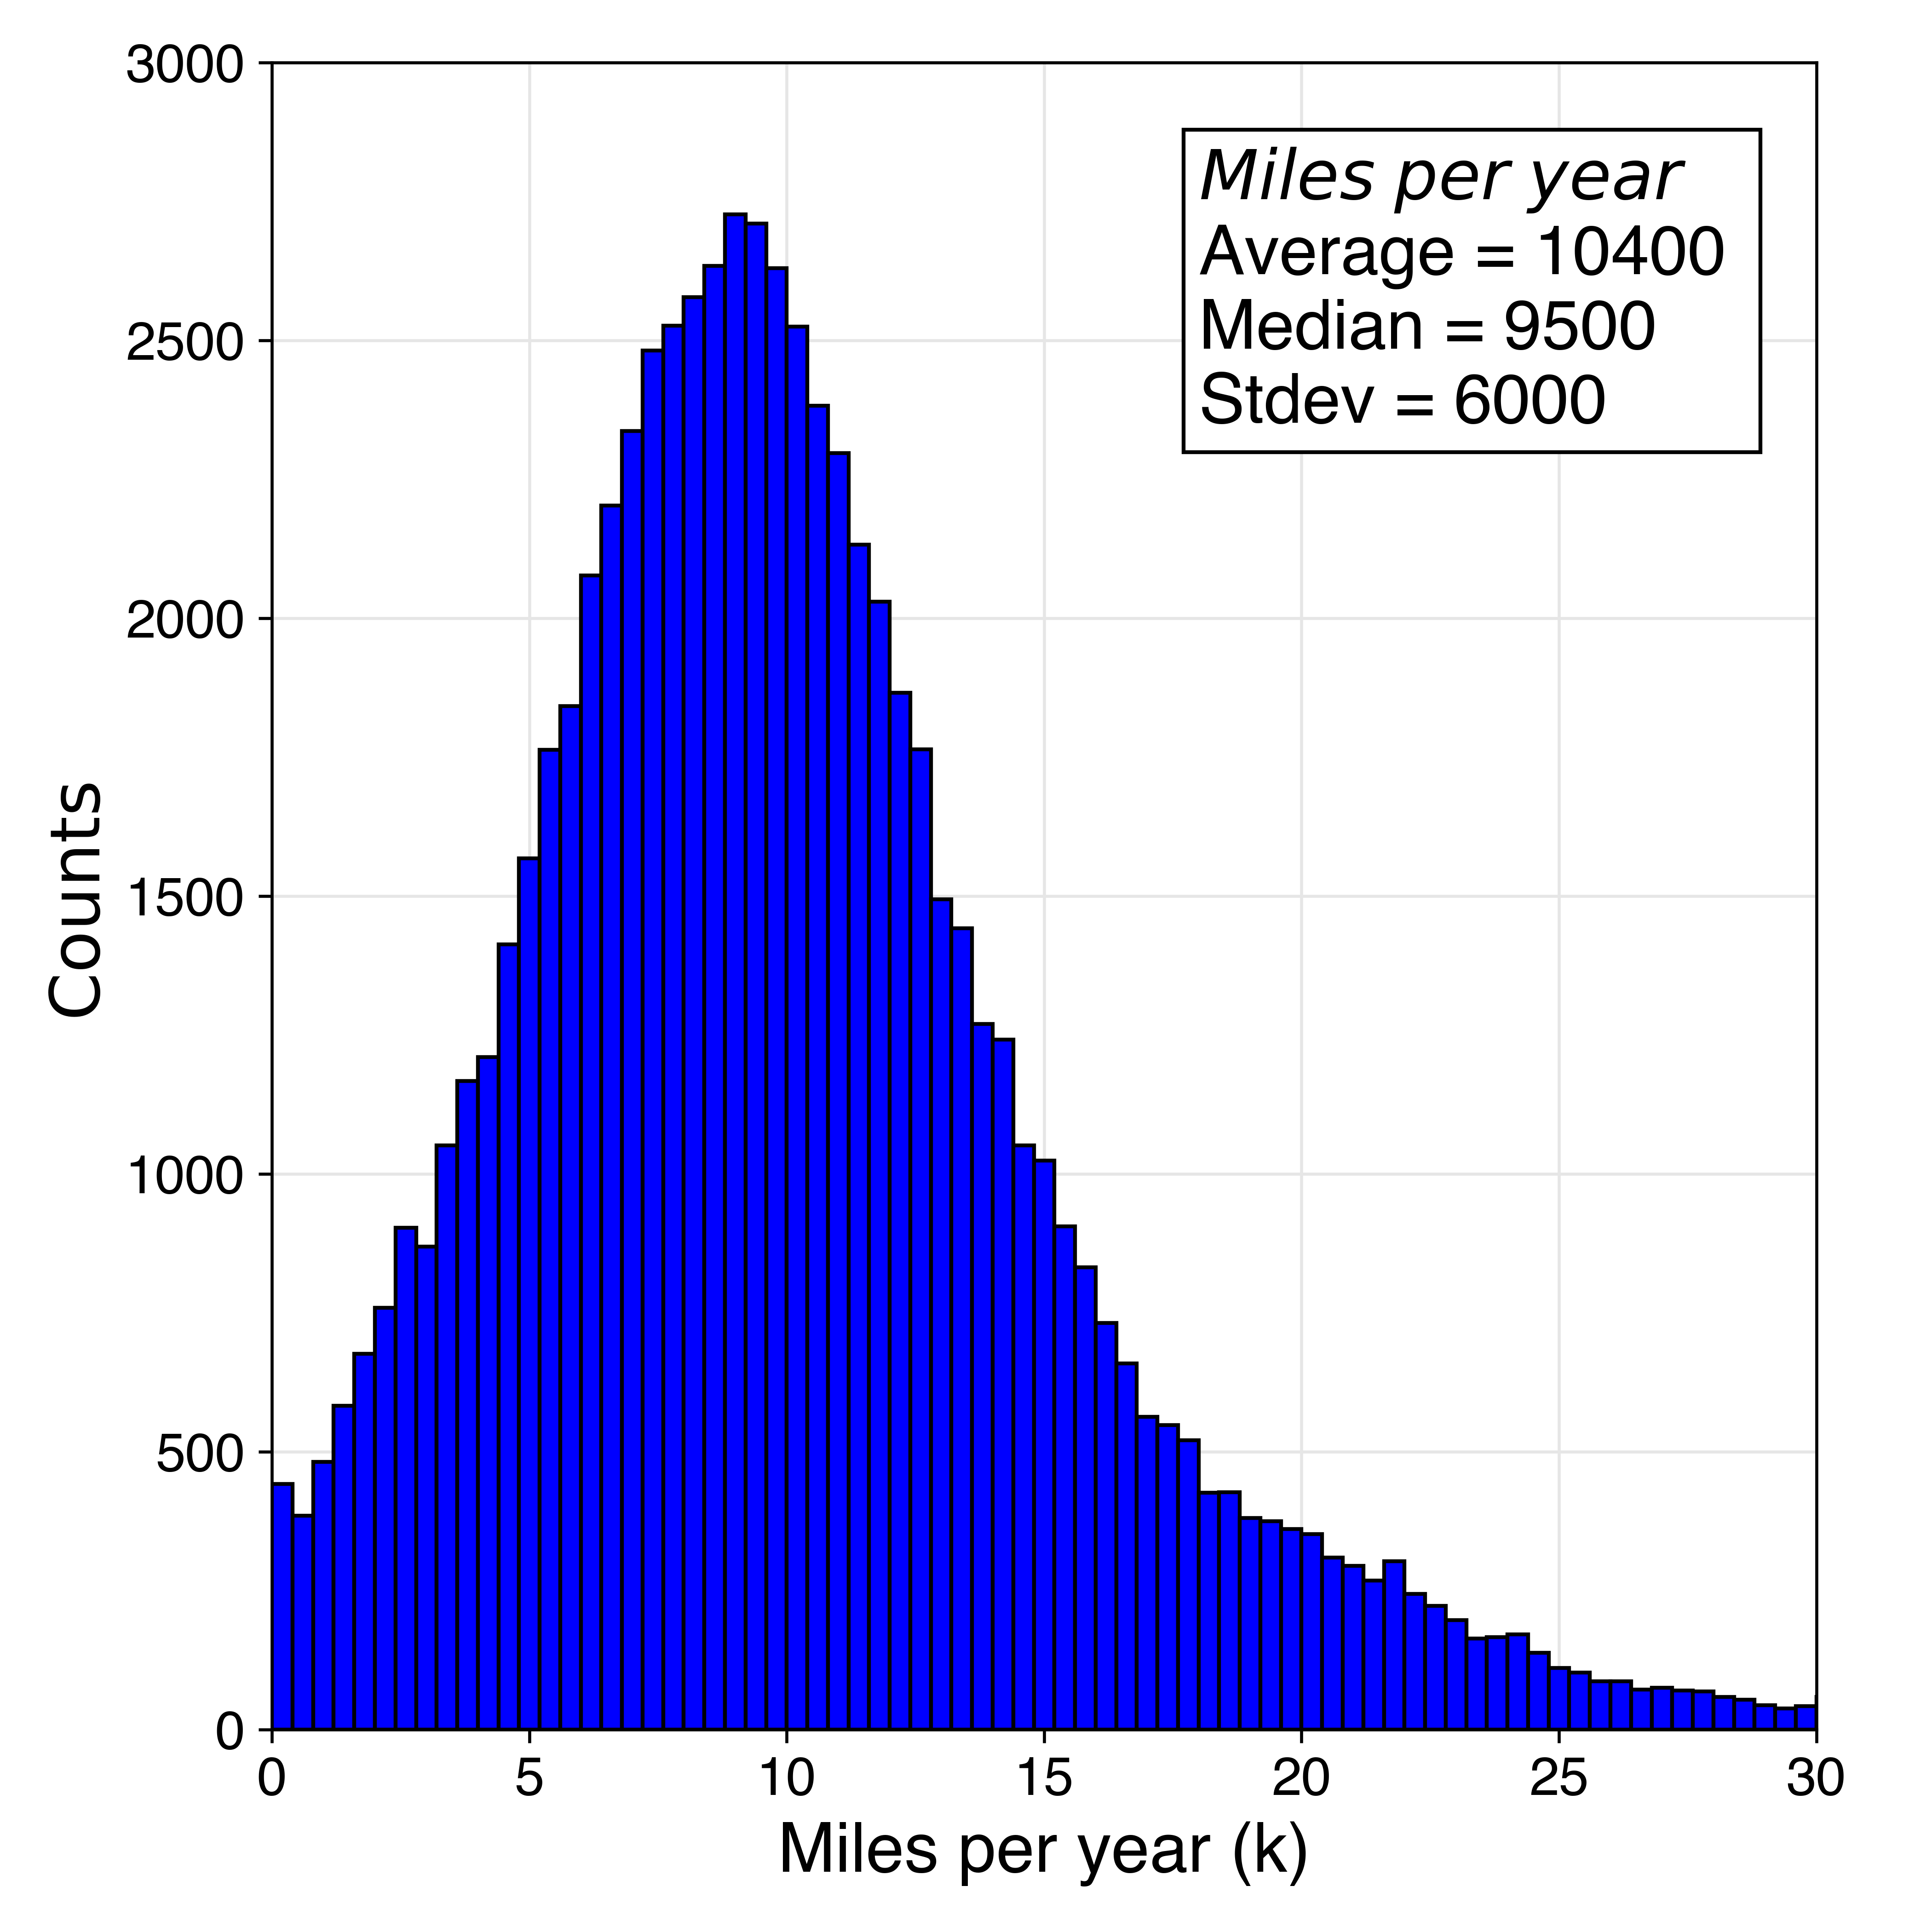 3000
2500
2000
1500
1000
500
0
Counts
Miles per year
Average = 10400
Median = 9500
Stdev = 6000
0 5 10 15 20 25 30
Miles per year (k)